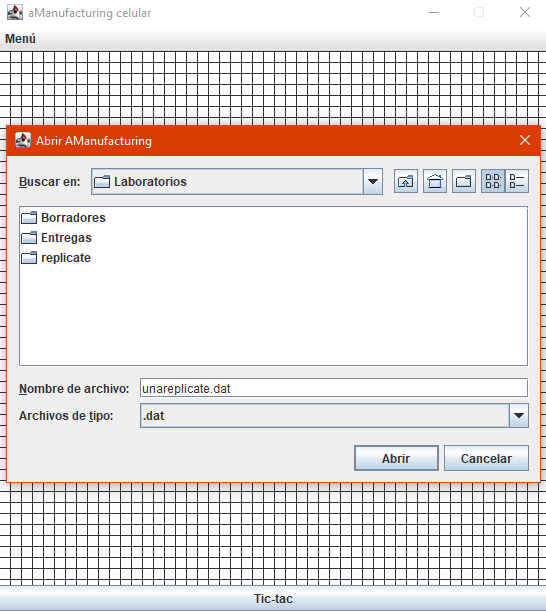 aManufacturing celular
Menú
Abrir AManufacturing
Buscar en: Laboratorios
Borradores
Entregas
replicate
Nombre de archivo: unareplicate.dat
Archivos de tipo: .dat
Abrir Cancelar
Tic-tac